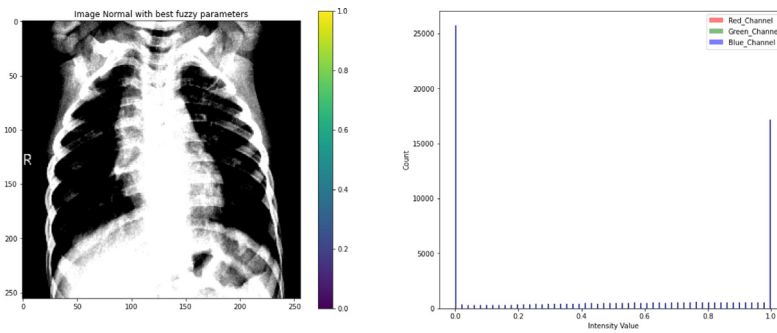 Image Normal with best fuzzy parameters
0
50
100
150
200
250
0 50 100 150 200 250
R
1.0
0.8
0.6
0.4
0.2
0.0
Red_Channel
Green_Channel
Blue_Channel
25000
20000
15000
10000
5000
0
Count
0.0 0.2 0.4 0.6 0.8 1.0
Intensity Value